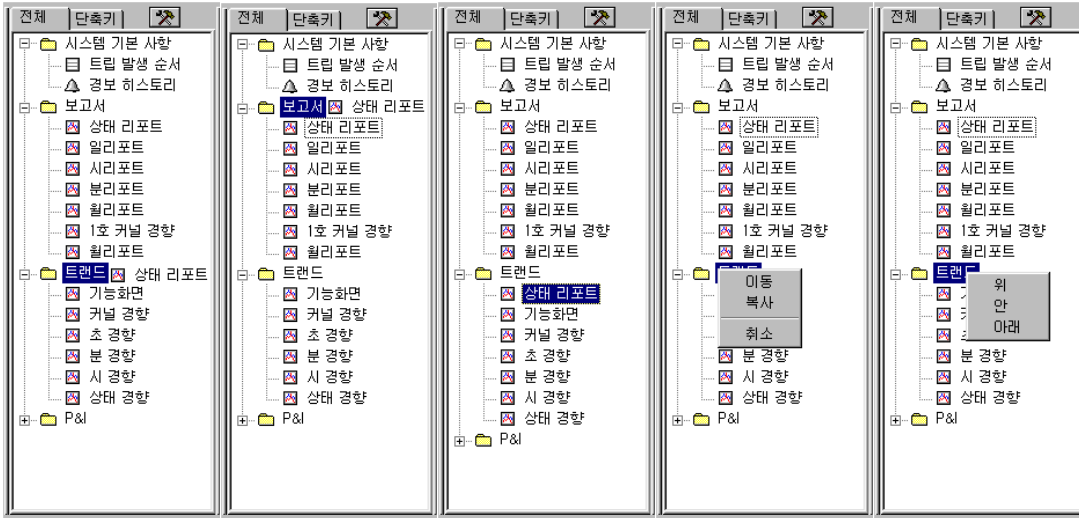 전체 단축키
시스템 기본 사항
트립 발생 순서
경보 히스토리
보고서
상태 리포트
일리포트
시리포트
분리포트
월리포트
1호 커널 경향
월리포트
트랜드 상태 리포트
기능화면
커널 경향
초 경향
분 경향
시 경향
상태 경향
P&I
전체 단축키
시스템 기본 사항
트립 발생 순서
경보 히스토리
보고서 상태 리포트
상태 리포트
일리포트
시리포트
분리포트
월리포트
1호 커널 경향
월리포트
트랜드
기능화면
커널 경향
초 경향
분 경향
시 경향
상태 경향
P&I
전체 단축키
시스템 기본 사항
트립 발생 순서
경보 히스토리
보고서
상태 리포트
일리포트
시리포트
분리포트
월리포트
1호 커널 경향
월리포트
트랜드
상태 리포트
기능화면
커널 경향
초 경향
분 경향
시 경향
상태 경향
P&I
전체 단축키
시스템 기본 사항
트립 발생 순서
경보 히스토리
보고서
상태 리포트
일리포트
시리포트
분리포트
월리포트
1호 커널 경향
월리포트
이동
복사
취소
분 경향
시 경향
상태 경향
P&I
전체 단축키
시스템 기본 사항
트립 발생 순서
경보 히스토리
보고서
상태 리포트
일리포트
시리포트
분리포트
월리포트
1호 커널 경향
월리포트
트랜드
위
안
아래
분 경향
시 경향
상태 경향
P&I